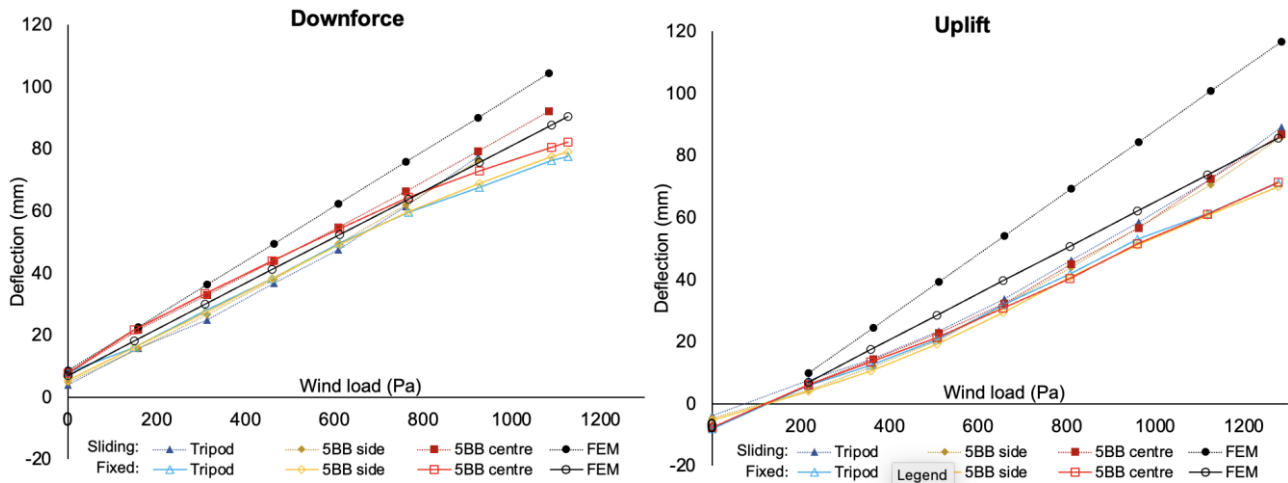 Downforce
120
100
80
60
40
20
0
-20
Deflection (mm)
Wind load (Pa)
0 200 400 600 800 1000 1200
Sliding: Tripod 5BB side 5BB centre FEM
Fixed: Tripod 5BB side 5BB centre FEM
Uplift
120
100
80
60
40
20
0
-20
Deflection (mm)
Wind load (Pa)
0 200 400 600 800 1000 1200
Sliding: Tripod 5BB side 5BB centre FEM
Fixed: Tripod 5BB side 5BB centre FEM
Legend